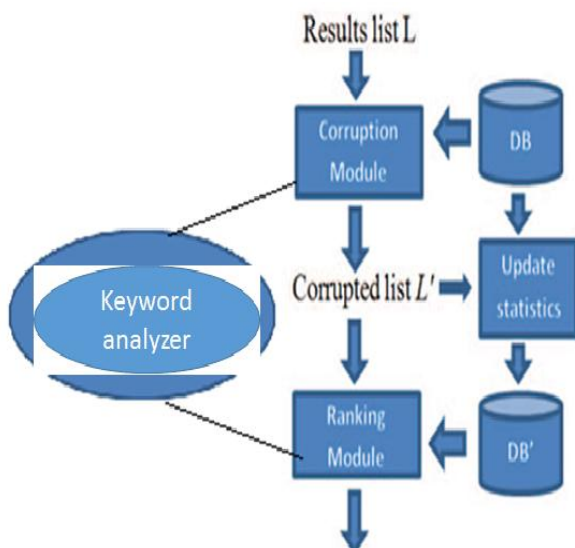 Results list L
Corruption
Module
DB
Keyword
analyzer
Corrupted list L'
Update
statistics
Ranking
Module
DB'